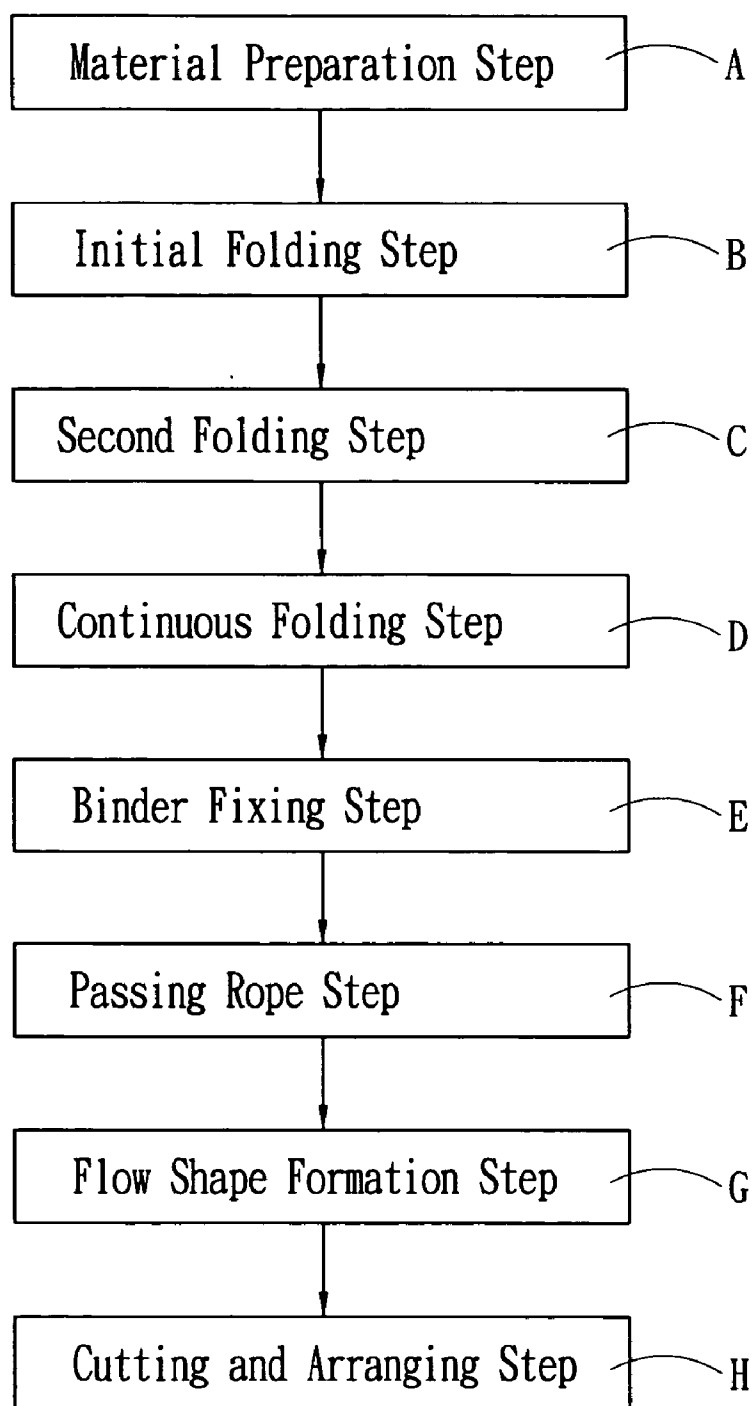 Material Preparation Step A
Initial Folding Step B
Second Folding Step C
Continuous Folding Step D
Binder Fixing Step E
Passing Rope Step F
Flow Shape Formation Step G
Cutting and Arranging Step H